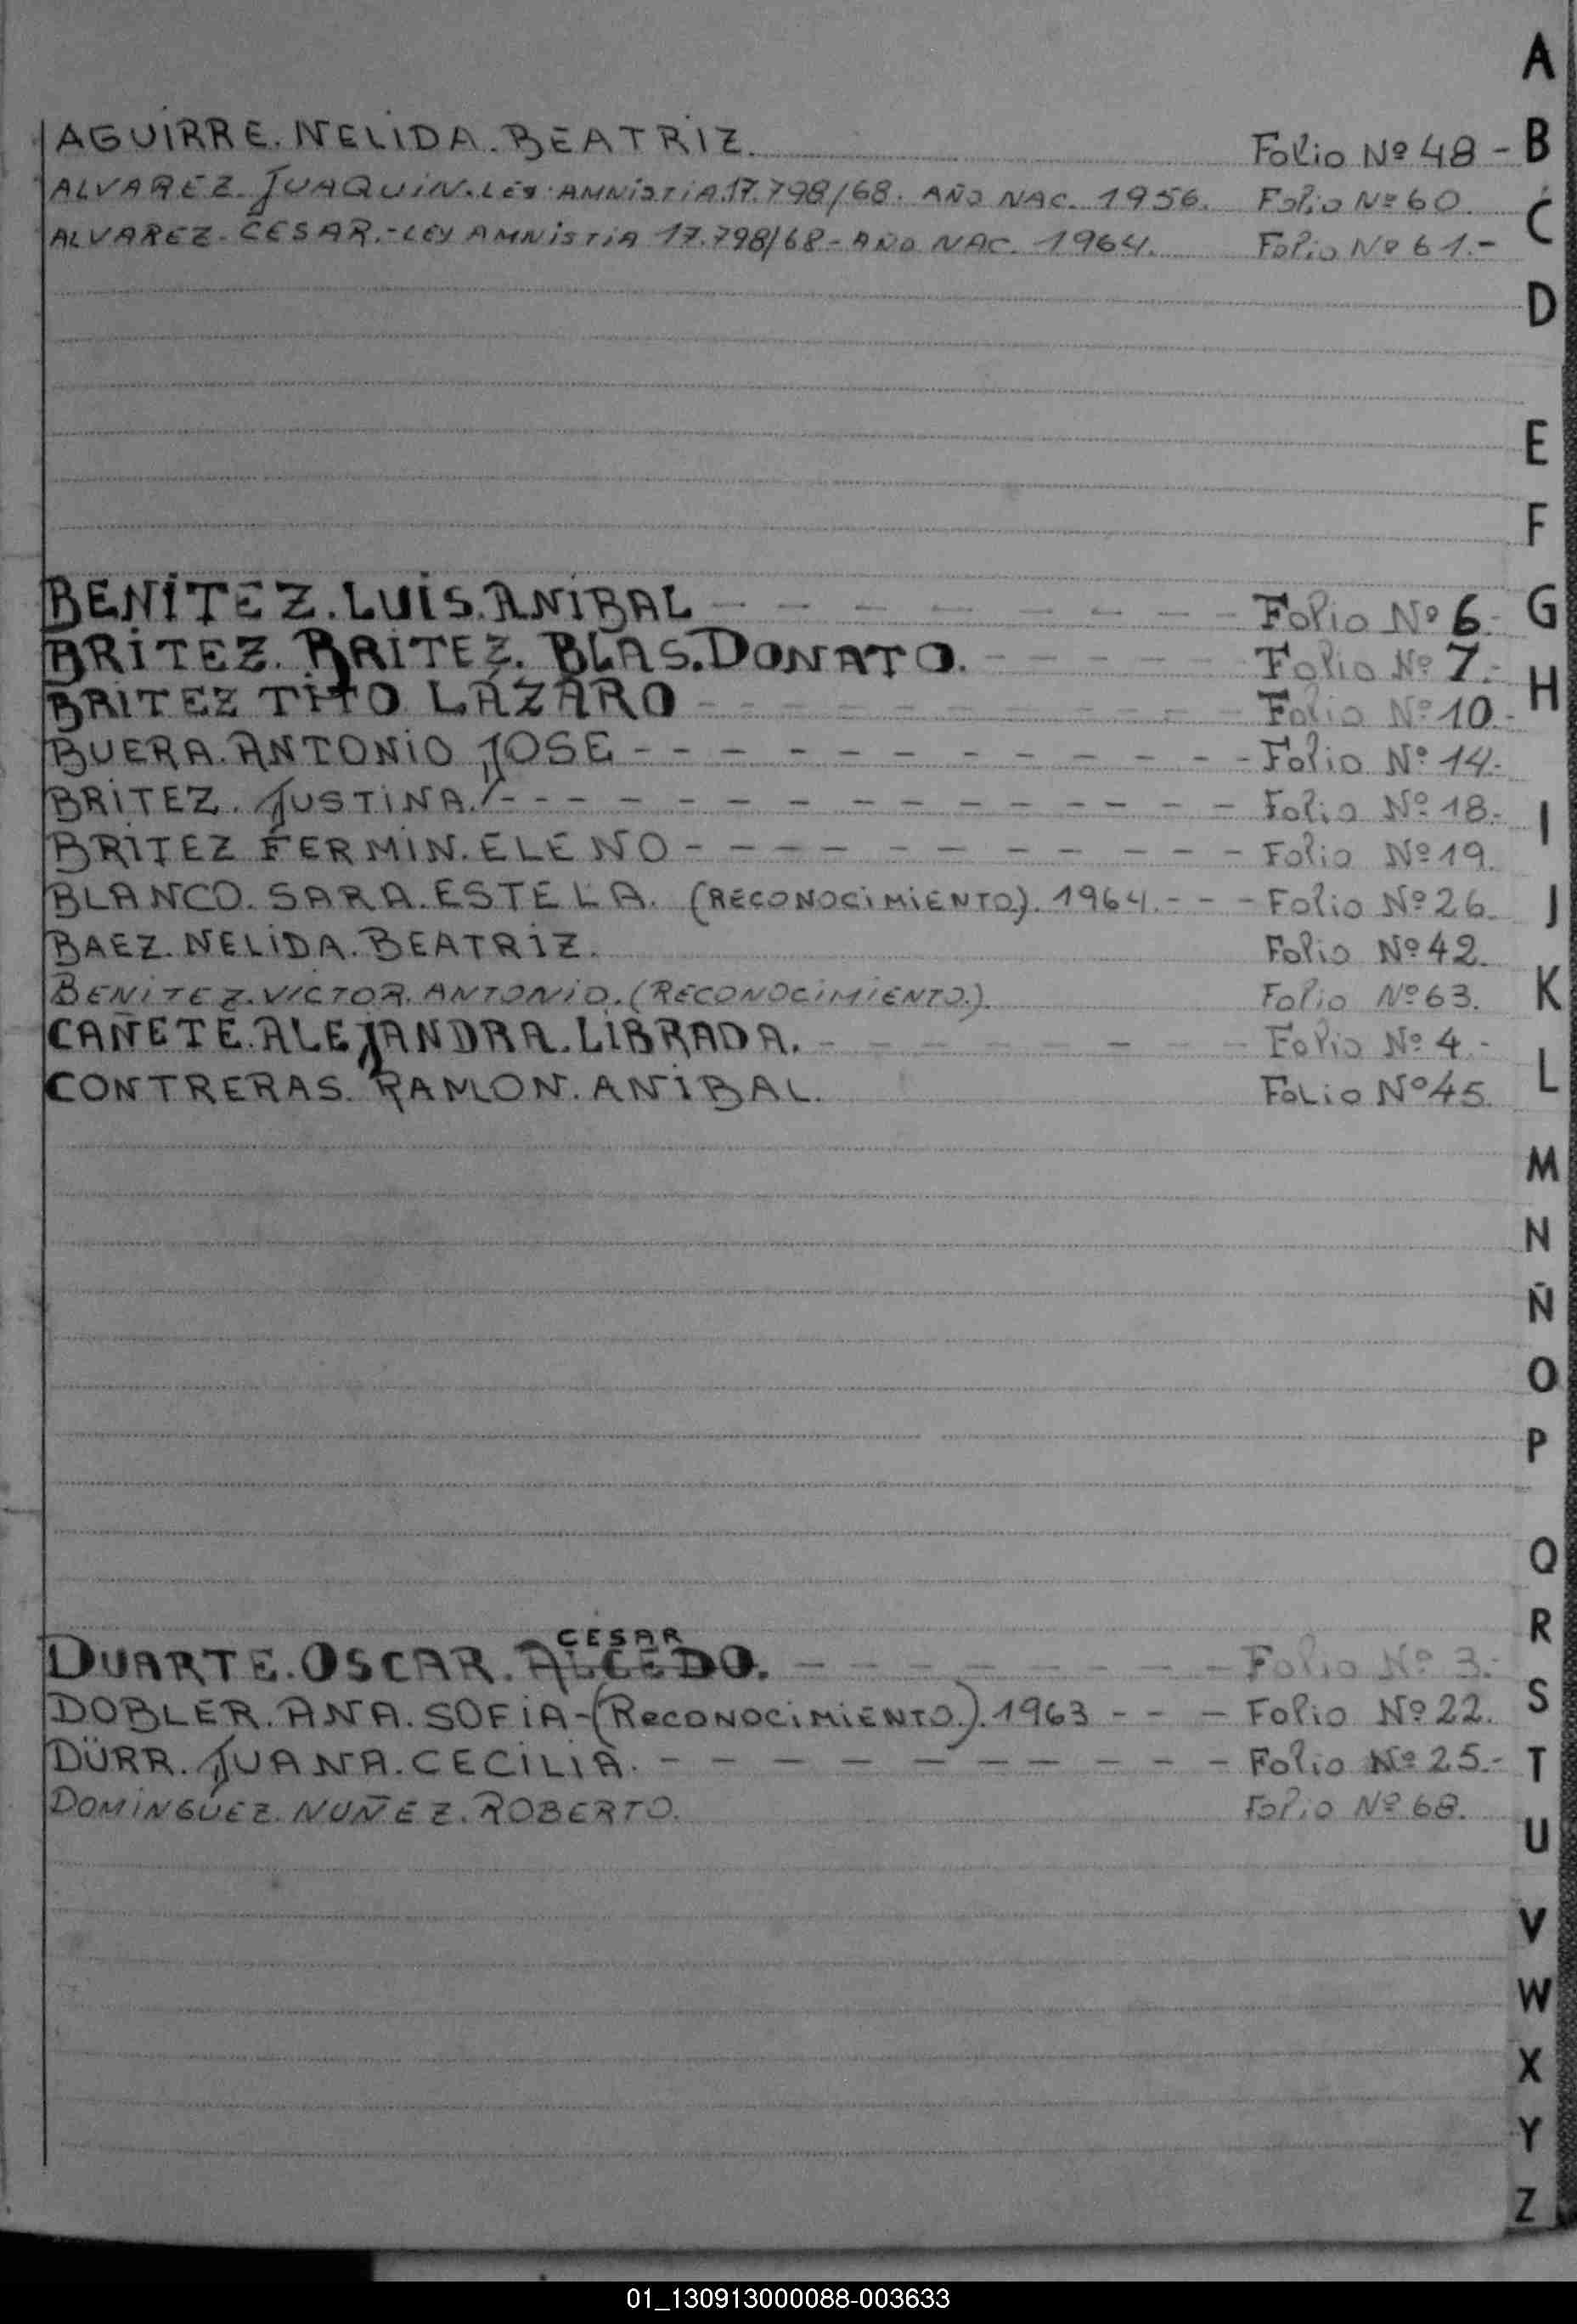 AGUIRRE. NELIDA. BEATRIZ. Folio Nº 48 -
ALVAREZ. JUAQUIN. LEY. AMNISTIA. 17.798/68. AÑO NAC. 1956. Folio Nº 60.
ALVAREZ. CESAR.- LEY AMNISTIA 17.798/68 - AÑO NAC. 1964. Folio Nº 61.-
BENITEZ. LUIS. ANIBAL - - - - - - - - Folio Nº 6.-
BRITEZ. BRITEZ. BLAS. DONATO. - - - - - Folio Nº 7.-
BRITEZ TITO LÁZARO - - - - - - - - - Folio Nº 10.-
BUERA. ANTONIO JOSE - - - - - - - - - - - Folio Nº 14.-
BRITEZ. JUSTINA. - - - - - - - - - - - - - Folio Nº 18.-
BRITEZ FERMIN. ELENO - - - - - - - - - - Folio Nº 19.
BLANCO. SARA. ESTELA. (RECONOCIMIENTO). 1964. - - - Folio Nº 26.
BAEZ. NELIDA. BEATRIZ. Folio Nº 42.
BENITEZ. VICTOR. ANTONIO. (RECONOCIMIENTO.). Folio Nº 63.
CAÑETE. ALEJANDRA. LIBRADA. - - - - - - - Folio Nº 4.-
CONTRERAS. RAMON. ANIBAL. Folio Nº 45.
CESAR
DUARTE. OSCAR. ALCEDO. - - - - - - - - Folio Nº 3.-
DOBLER. ANA. SOFIA - (RECONOCIMIENTO.). 1963 - - - Folio Nº 22.
DÜRR. JUANA. CECILIA. - - - - - - - - - - Folio Nº 25.-
DOMINGUEZ. NUÑEZ. ROBERTO. Folio Nº 68.
A
B
C
D
E
F
G
H
I
J
K
L
M
N
Ñ
O
P
Q
R
S
T
U
V
W
X
Y
Z
01_130913000088-003633